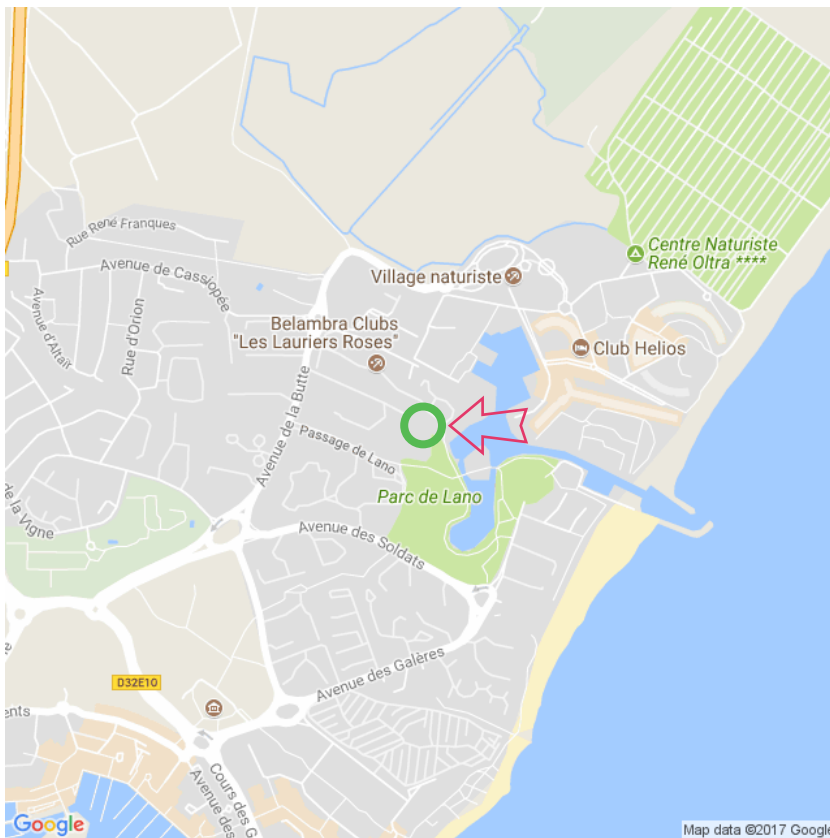 Rue René Franques
Avenue de Cassiopée
Avenue d'Altaïr
Rue d'Orion
Centre Naturiste
René Oltra ****
Village naturiste
Belambra Clubs
"Les Lauriers Roses"
Club Helios
Avenue de la Butte
Passage de Lano
de la Vigne
Parc de Lano
Avenue des Soldats
Avenue des Galères
D32E10
ents
Avenue des
Cours des G
Google
Map data ©2017 Google